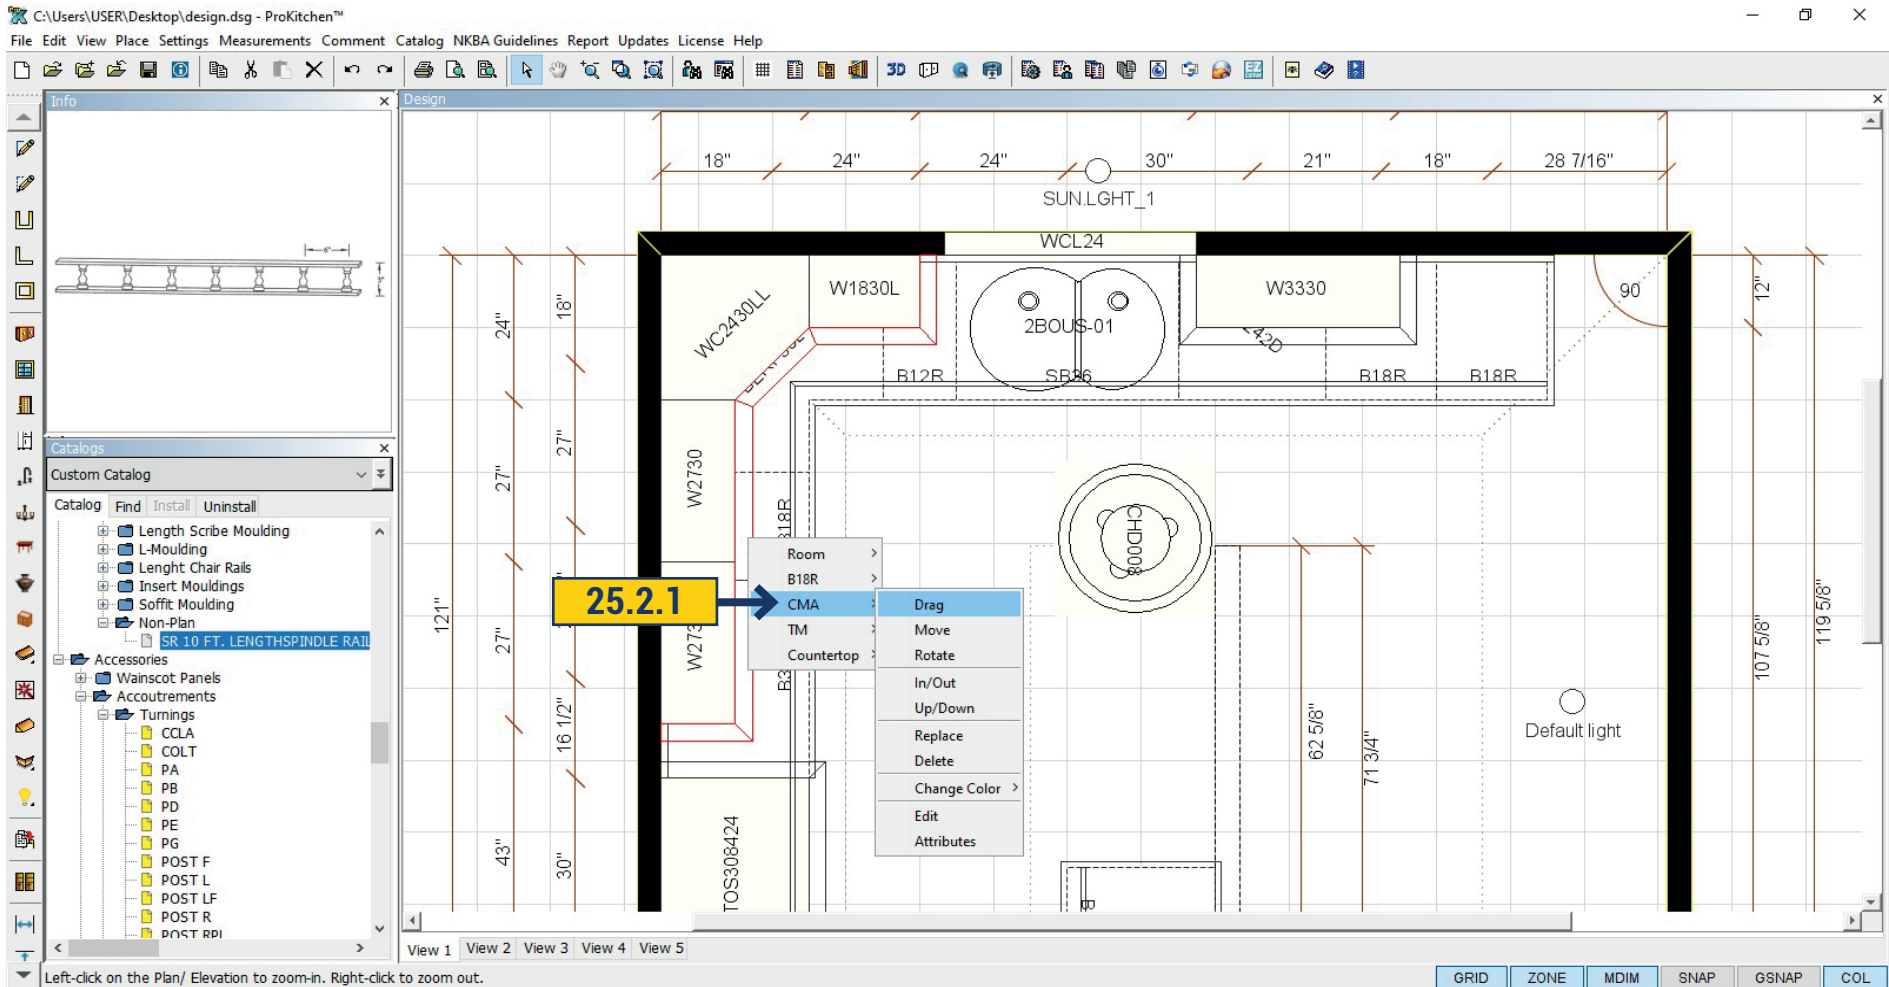 C:\Users\USER\Desktop\design.dsg - ProKitchen™
File Edit View Place Settings Measurements Comment Catalog NKBA Guidelines Report Updates License Help
3D
EZ
Info
6"
Catalogs
Custom Catalog
Catalog Find Install Uninstall
Length Scribe Moulding
L-Moulding
Lenght Chair Rails
Insert Mouldings
Soffit Moulding
Non-Plan
SR 10 FT. LENGTHSPINDLE RAIL
Accessories
Wainscot Panels
Accoutrements
Turnings
CCLA
COLT
PA
PB
PD
PE
PG
POST F
POST L
POST LF
POST R
POST RPL
Design
18" 24" 24" 30" 21" 18" 28 7/16"
SUN.LGHT_1
WCL24
W1830L
W3330
90
WC2430LL
2BOUS-01
B12R
SB36
B18R
B18R
24"
18"
27"
27"
121"
27"
16 1/2"
43"
30"
W2730
B18R
CHD008
12"
107 5/8"
119 5/8"
62 5/8"
71 3/4"
TOS308424
Default light
25.2.1
Room
B18R
CMA
TM
Countertop
Drag
Move
Rotate
In/Out
Up/Down
Replace
Delete
Change Color
Edit
Attributes
View 1 View 2 View 3 View 4 View 5
Left-click on the Plan/ Elevation to zoom-in. Right-click to zoom out.
GRID ZONE MDIM SNAP GSNAP COL